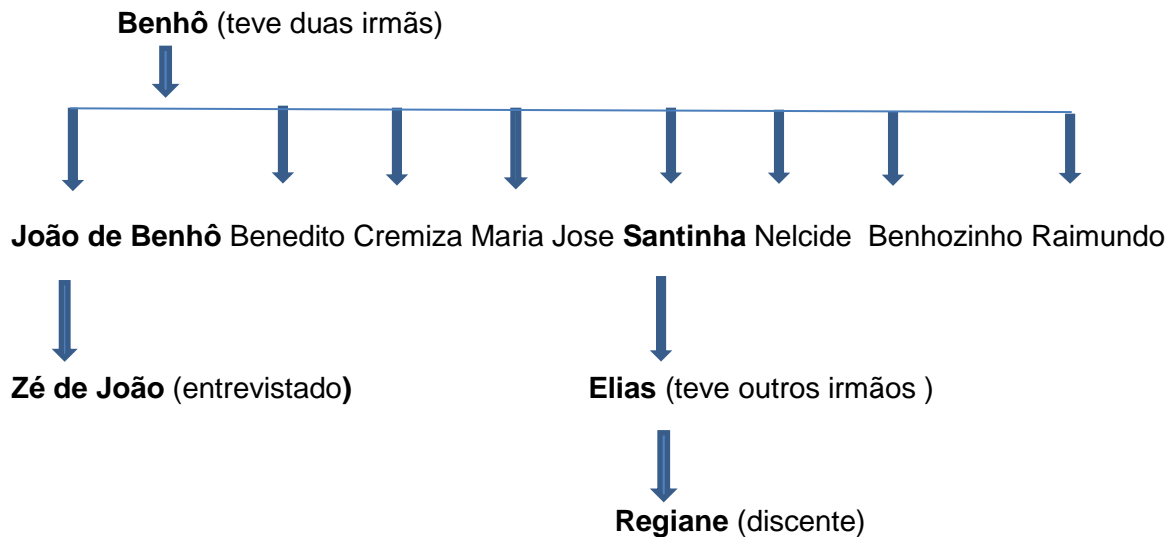 Benhô (teve duas irmãs)
João de Benhô Benedito Cremiza Maria Jose Santinha Nelcide Benhozinho Raimundo
Zé de João (entrevistado) Elias (teve outros irmãos )
Regiane (discente)